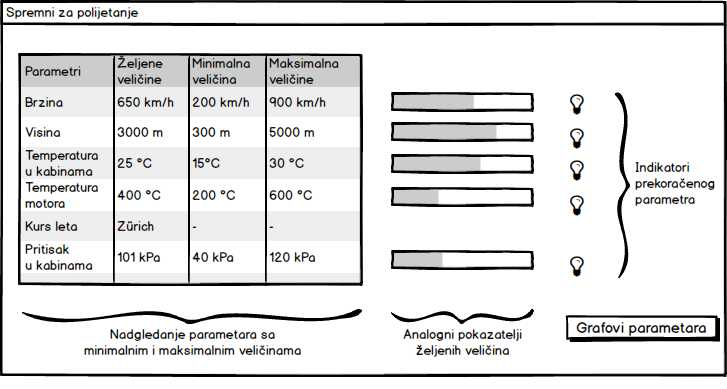 Spremni za polijetanje
Parametri Željene veličine Minimalna veličina Maksimalna veličine
Brzina 650 km/h 200 km/h 900 km/h
Visina 3000 m 300 m 5000 m
Temperatura u kabinama 25 °C 15°C 30 °C
Temperatura motora 400 °C 200 °C 600 °C
Kurs leta Zürich - -
Pritisak u kabinama 101 kPa 40 kPa 120 kPa
Indikatori
prekoračenog
parametra
Nadgledanje parametara sa
minimalnim i maksimalnim veličinama
Analogni pokazatelji
željenih veličina
Grafovi parametara